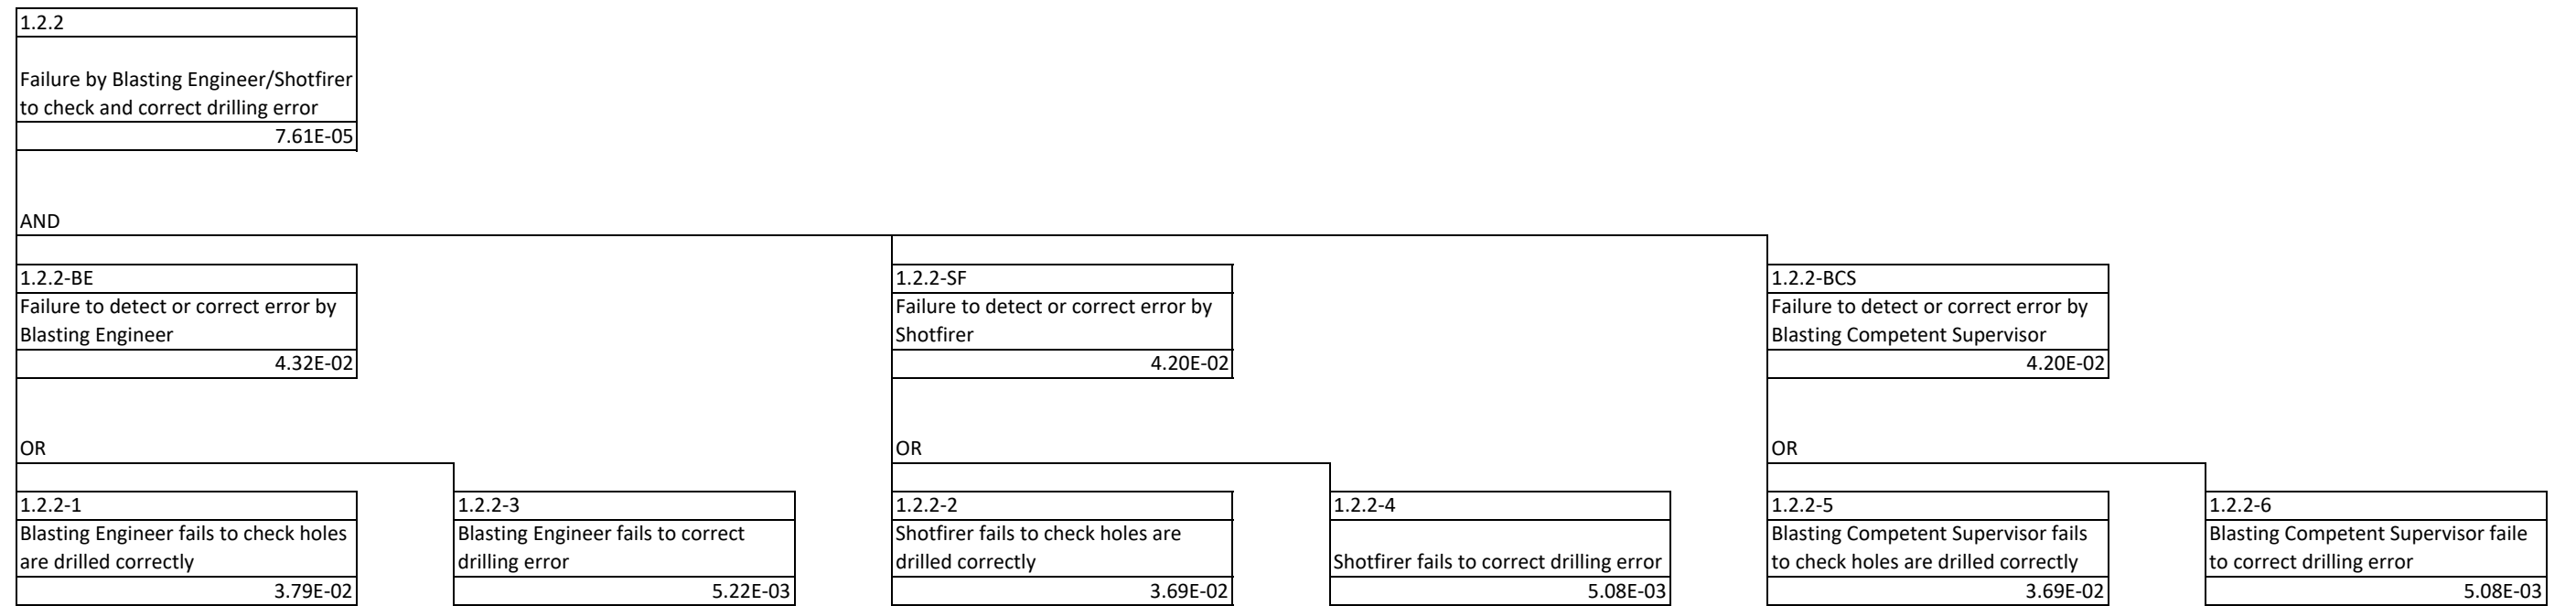 1.2.2
Failure by Blasting Engineer/Shotfirer
to check and correct drilling error
7.61E-05
AND
1.2.2-BE
Failure to detect or correct error by
Blasting Engineer
4.32E-02
1.2.2-SF
Failure to detect or correct error by
Shotfirer
4.20E-02
1.2.2-BCS
Failure to detect or correct error by
Blasting Competent Supervisor
4.20E-02
OR
OR
OR
1.2.2-1
Blasting Engineer fails to check holes
are drilled correctly
3.79E-02
1.2.2-3
Blasting Engineer fails to correct
drilling error
5.22E-03
1.2.2-2
Shotfirer fails to check holes are
drilled correctly
3.69E-02
1.2.2-4
Shotfirer fails to correct drilling error
5.08E-03
1.2.2-5
Blasting Competent Supervisor fails
to check holes are drilled correctly
3.69E-02
1.2.2-6
Blasting Competent Supervisor faile
to correct drilling error
5.08E-03